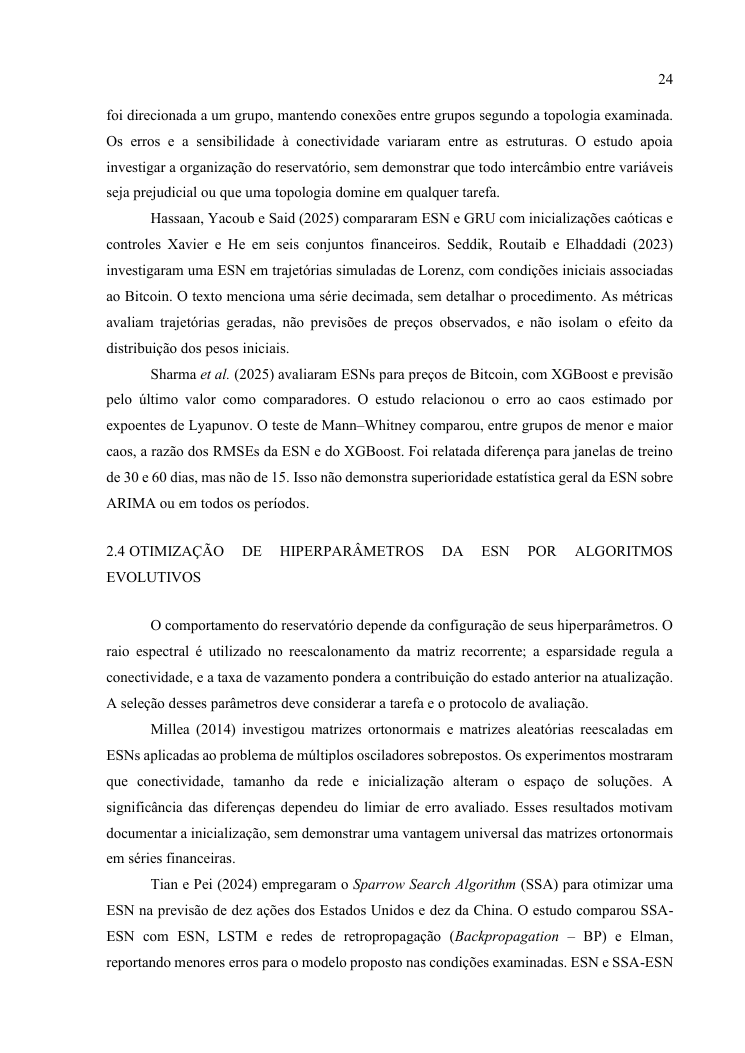 24
foi direcionada a um grupo, mantendo conexões entre grupos segundo a topologia examinada.
Os erros e a sensibilidade à conectividade variaram entre as estruturas. O estudo apoia
investigar a organização do reservatório, sem demonstrar que todo intercâmbio entre variáveis
seja prejudicial ou que uma topologia domine em qualquer tarefa.
Hassaan, Yacoub e Said (2025) compararam ESN e GRU com inicializações caóticas e
controles Xavier e He em seis conjuntos financeiros. Seddik, Routaib e Elhaddadi (2023)
investigaram uma ESN em trajetórias simuladas de Lorenz, com condições iniciais associadas
ao Bitcoin. O texto menciona uma série decimada, sem detalhar o procedimento. As métricas
avaliam trajetórias geradas, não previsões de preços observados, e não isolam o efeito da
distribuição dos pesos iniciais.
Sharma et al. (2025) avaliaram ESNs para preços de Bitcoin, com XGBoost e previsão
pelo último valor como comparadores. O estudo relacionou o erro ao caos estimado por
expoentes de Lyapunov. O teste de Mann–Whitney comparou, entre grupos de menor e maior
caos, a razão dos RMSEs da ESN e do XGBoost. Foi relatada diferença para janelas de treino
de 30 e 60 dias, mas não de 15. Isso não demonstra superioridade estatística geral da ESN sobre
ARIMA ou em todos os períodos.
2.4 OTIMIZAÇÃO DE HIPERPARÂMETROS DA ESN POR ALGORITMOS
EVOLUTIVOS
O comportamento do reservatório depende da configuração de seus hiperparâmetros. O
raio espectral é utilizado no reescalonamento da matriz recorrente; a esparsidade regula a
conectividade, e a taxa de vazamento pondera a contribuição do estado anterior na atualização.
A seleção desses parâmetros deve considerar a tarefa e o protocolo de avaliação.
Millea (2014) investigou matrizes ortonormais e matrizes aleatórias reescaladas em
ESNs aplicadas ao problema de múltiplos osciladores sobrepostos. Os experimentos mostraram
que conectividade, tamanho da rede e inicialização alteram o espaço de soluções. A
significância das diferenças dependeu do limiar de erro avaliado. Esses resultados motivam
documentar a inicialização, sem demonstrar uma vantagem universal das matrizes ortonormais
em séries financeiras.
Tian e Pei (2024) empregaram o Sparrow Search Algorithm (SSA) para otimizar uma
ESN na previsão de dez ações dos Estados Unidos e dez da China. O estudo comparou SSA-
ESN com ESN, LSTM e redes de retropropagação (Backpropagation – BP) e Elman,
reportando menores erros para o modelo proposto nas condições examinadas. ESN e SSA-ESN